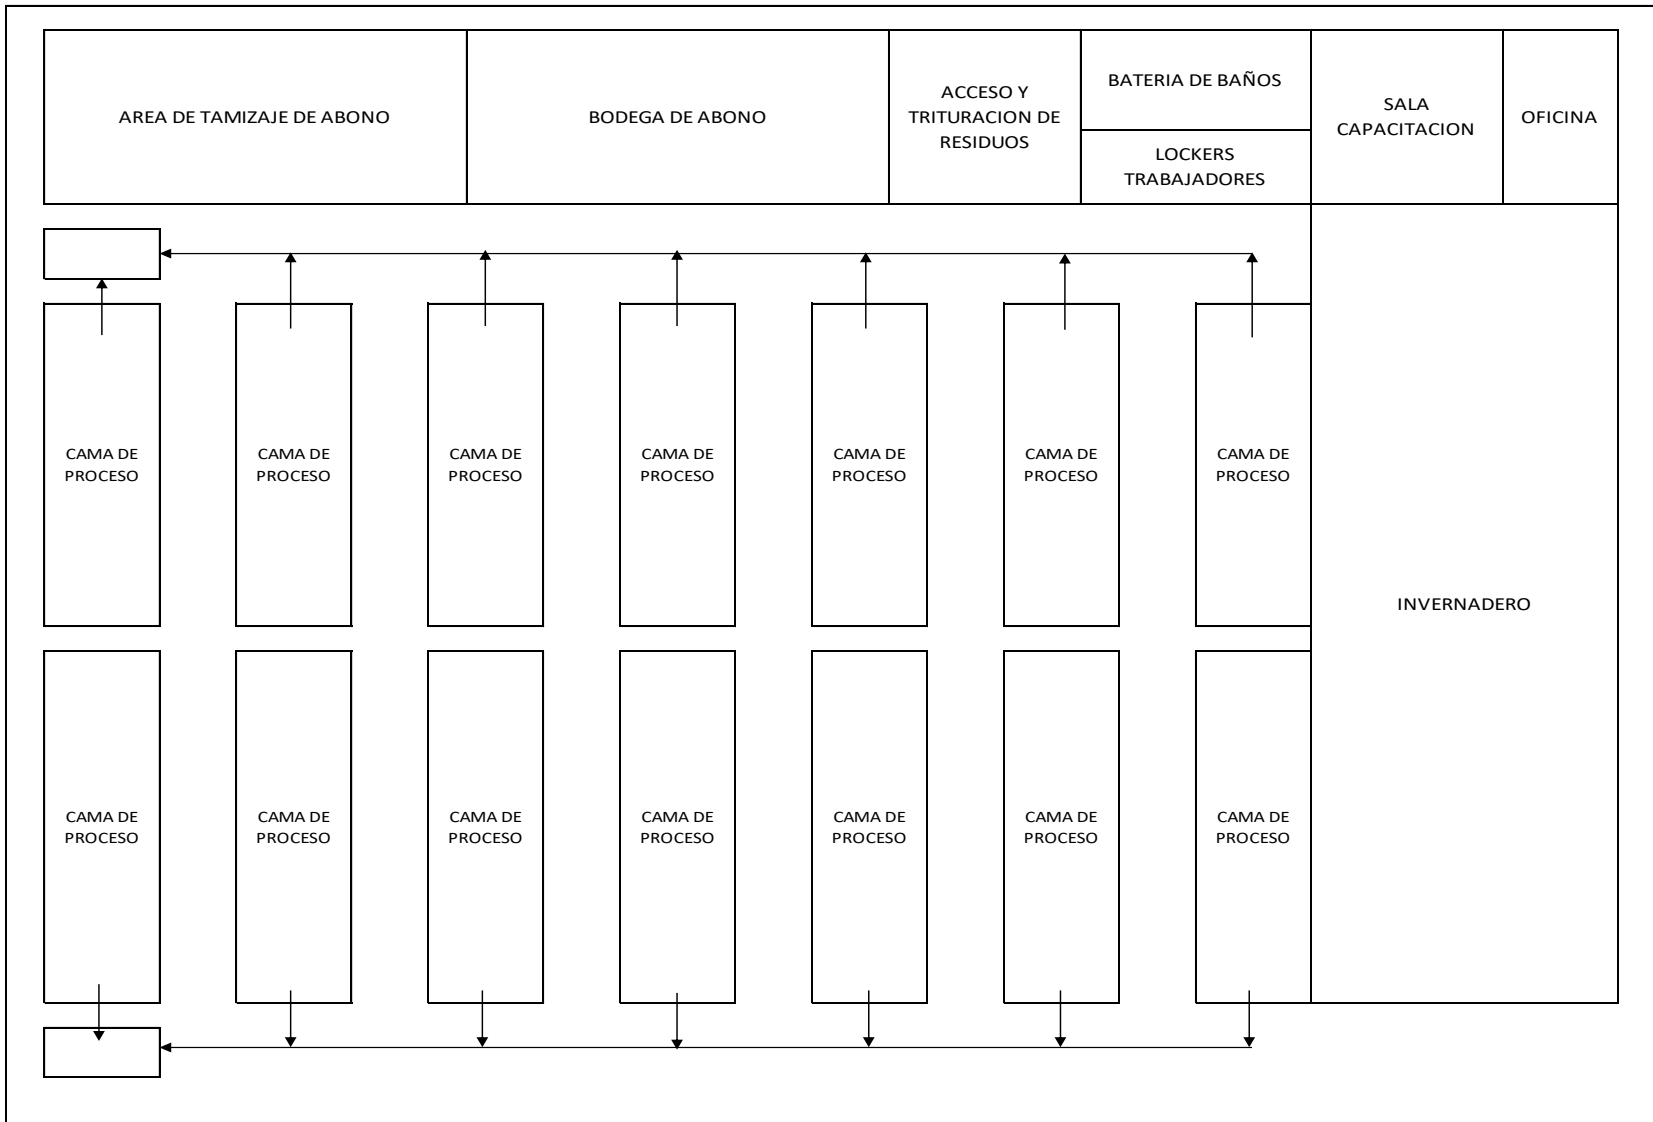 AREA DE TAMIZAJE DE ABONO
BODEGA DE ABONO
ACCESO Y
TRITURACION DE
RESIDUOS
BATERIA DE BAÑOS
LOCKERS
TRABAJADORES
SALA
CAPACITACION
OFICINA
CAMA DE
PROCESO
CAMA DE
PROCESO
CAMA DE
PROCESO
CAMA DE
PROCESO
CAMA DE
PROCESO
CAMA DE
PROCESO
CAMA DE
PROCESO
INVERNADERO
CAMA DE
PROCESO
CAMA DE
PROCESO
CAMA DE
PROCESO
CAMA DE
PROCESO
CAMA DE
PROCESO
CAMA DE
PROCESO
CAMA DE
PROCESO